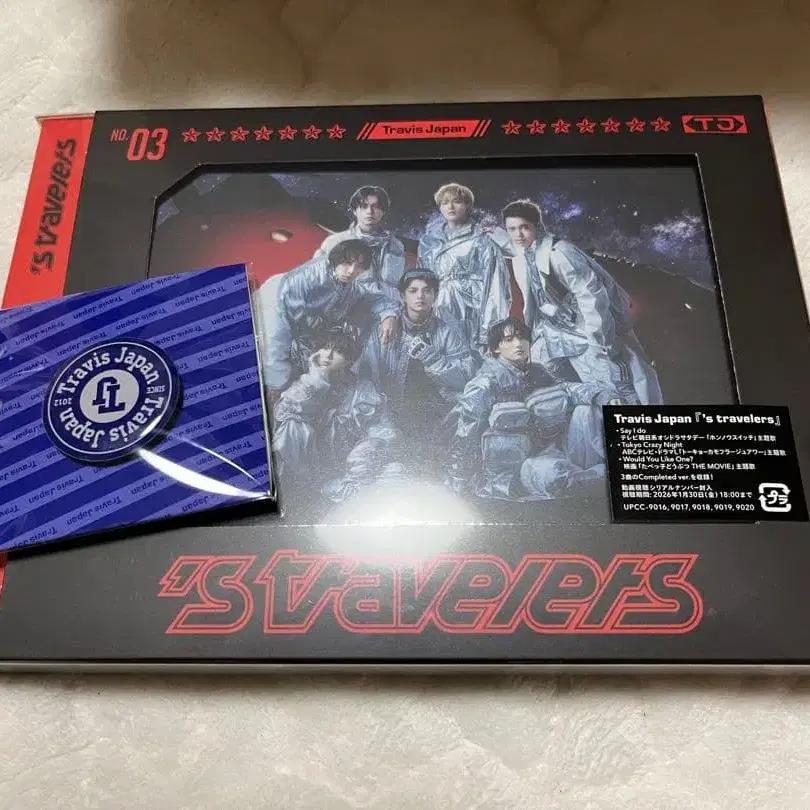 NO.
03
Travis Japan
TJ
's travelers
Travis Japan
SINCE
2012
TJ
Travis Japan
Travis Japan『's travelers』
・Say I do
テレビ朝日系オシドラサタデー「ホンノウスイッチ」主題歌
・Tokyo Crazy Night
ABCテレビ・ドラマL「トーキョーカモフラージュアワー」主題歌
・Would You Like One?
映画「たべっ子どうぶつ THE MOVIE」主題歌
3曲のCompleted ver.を収録!
動画視聴シリアルナンバー封入
視聴期間:2026年1月30日(金)18:00まで
UPCC-9016, 9017, 9018, 9019, 9020
プラ
's travelers